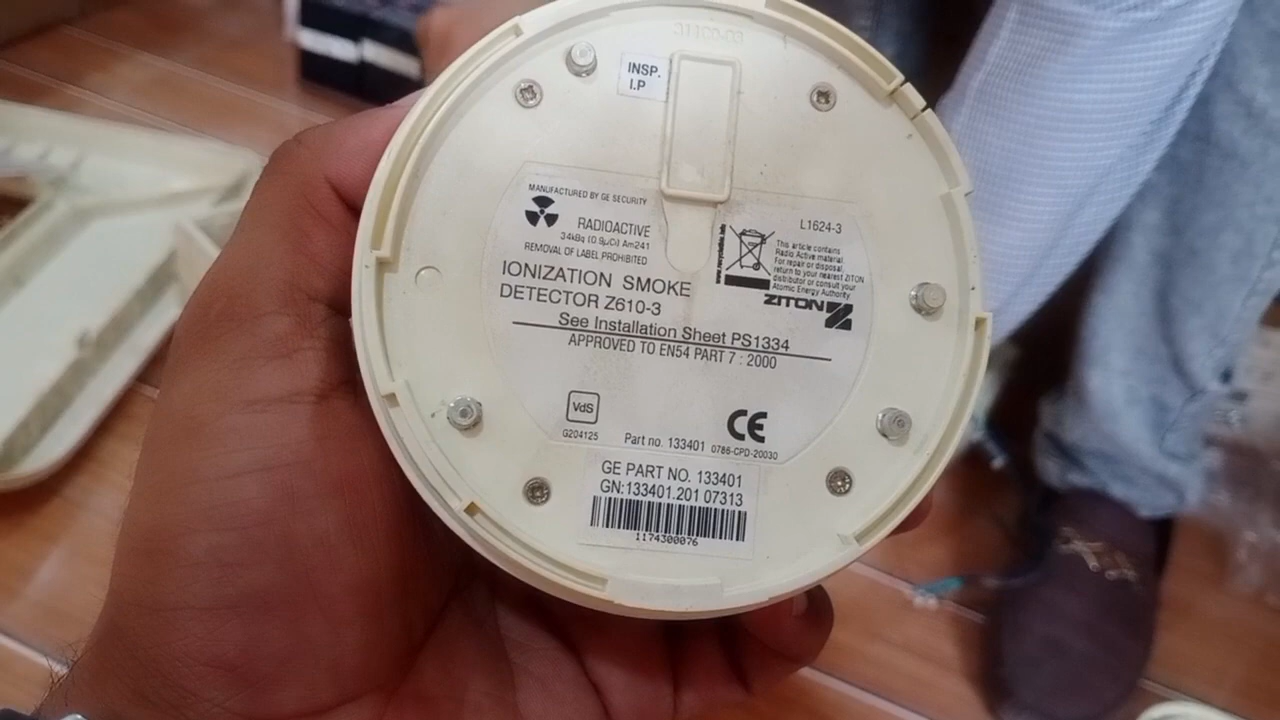 31100-03
INSP.
I.P
MANUFACTURED BY GE SECURITY
RADIOACTIVE
34kBq (0.9µCi) Am241
REMOVAL OF LABEL PROHIBITED
IONIZATION SMOKE
DETECTOR Z610-3
L1624-3
This article contains
Radio Active material.
For repair or disposal,
return to your nearest ZITON
distributor or consult your
Atomic Energy Authority.
ZITON
See Installation Sheet PS1334
APPROVED TO EN54 PART 7 : 2000
VdS
G204125
Part no. 133401
CE
0786-CPD-20030
GE PART NO. 133401
GN:133401.201 07313
1174300076